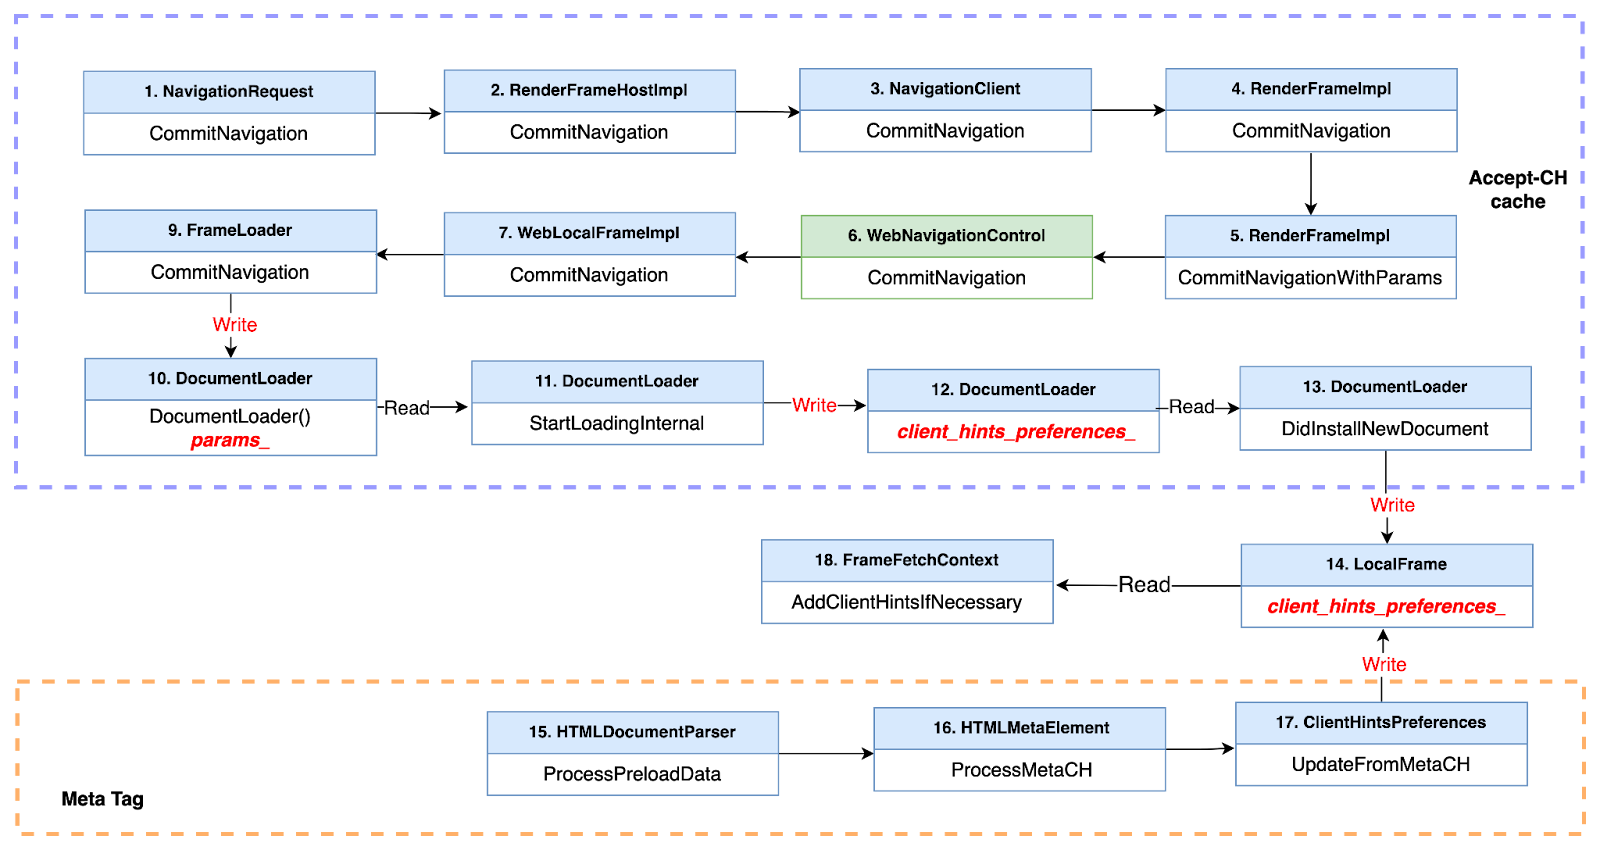 1. NavigationRequest
CommitNavigation
2. RenderFrameHostImpl
CommitNavigation
3. NavigationClient
CommitNavigation
4. RenderFrameImpl
CommitNavigation
Accept-CH
cache
5. RenderFrameImpl
CommitNavigationWithParams
6. WebNavigationControl
CommitNavigation
7. WebLocalFrameImpl
CommitNavigation
9. FrameLoader
CommitNavigation
Write
10. DocumentLoader
DocumentLoader()
params_
Read
11. DocumentLoader
StartLoadingInternal
Write
12. DocumentLoader
client_hints_preferences_
Read
13. DocumentLoader
DidInstallNewDocument
Write
14. LocalFrame
client_hints_preferences_
Read
18. FrameFetchContext
AddClientHintsIfNecessary
Write
15. HTMLDocumentParser
ProcessPreloadData
16. HTMLMetaElement
ProcessMetaCH
17. ClientHintsPreferences
UpdateFromMetaCH
Meta Tag